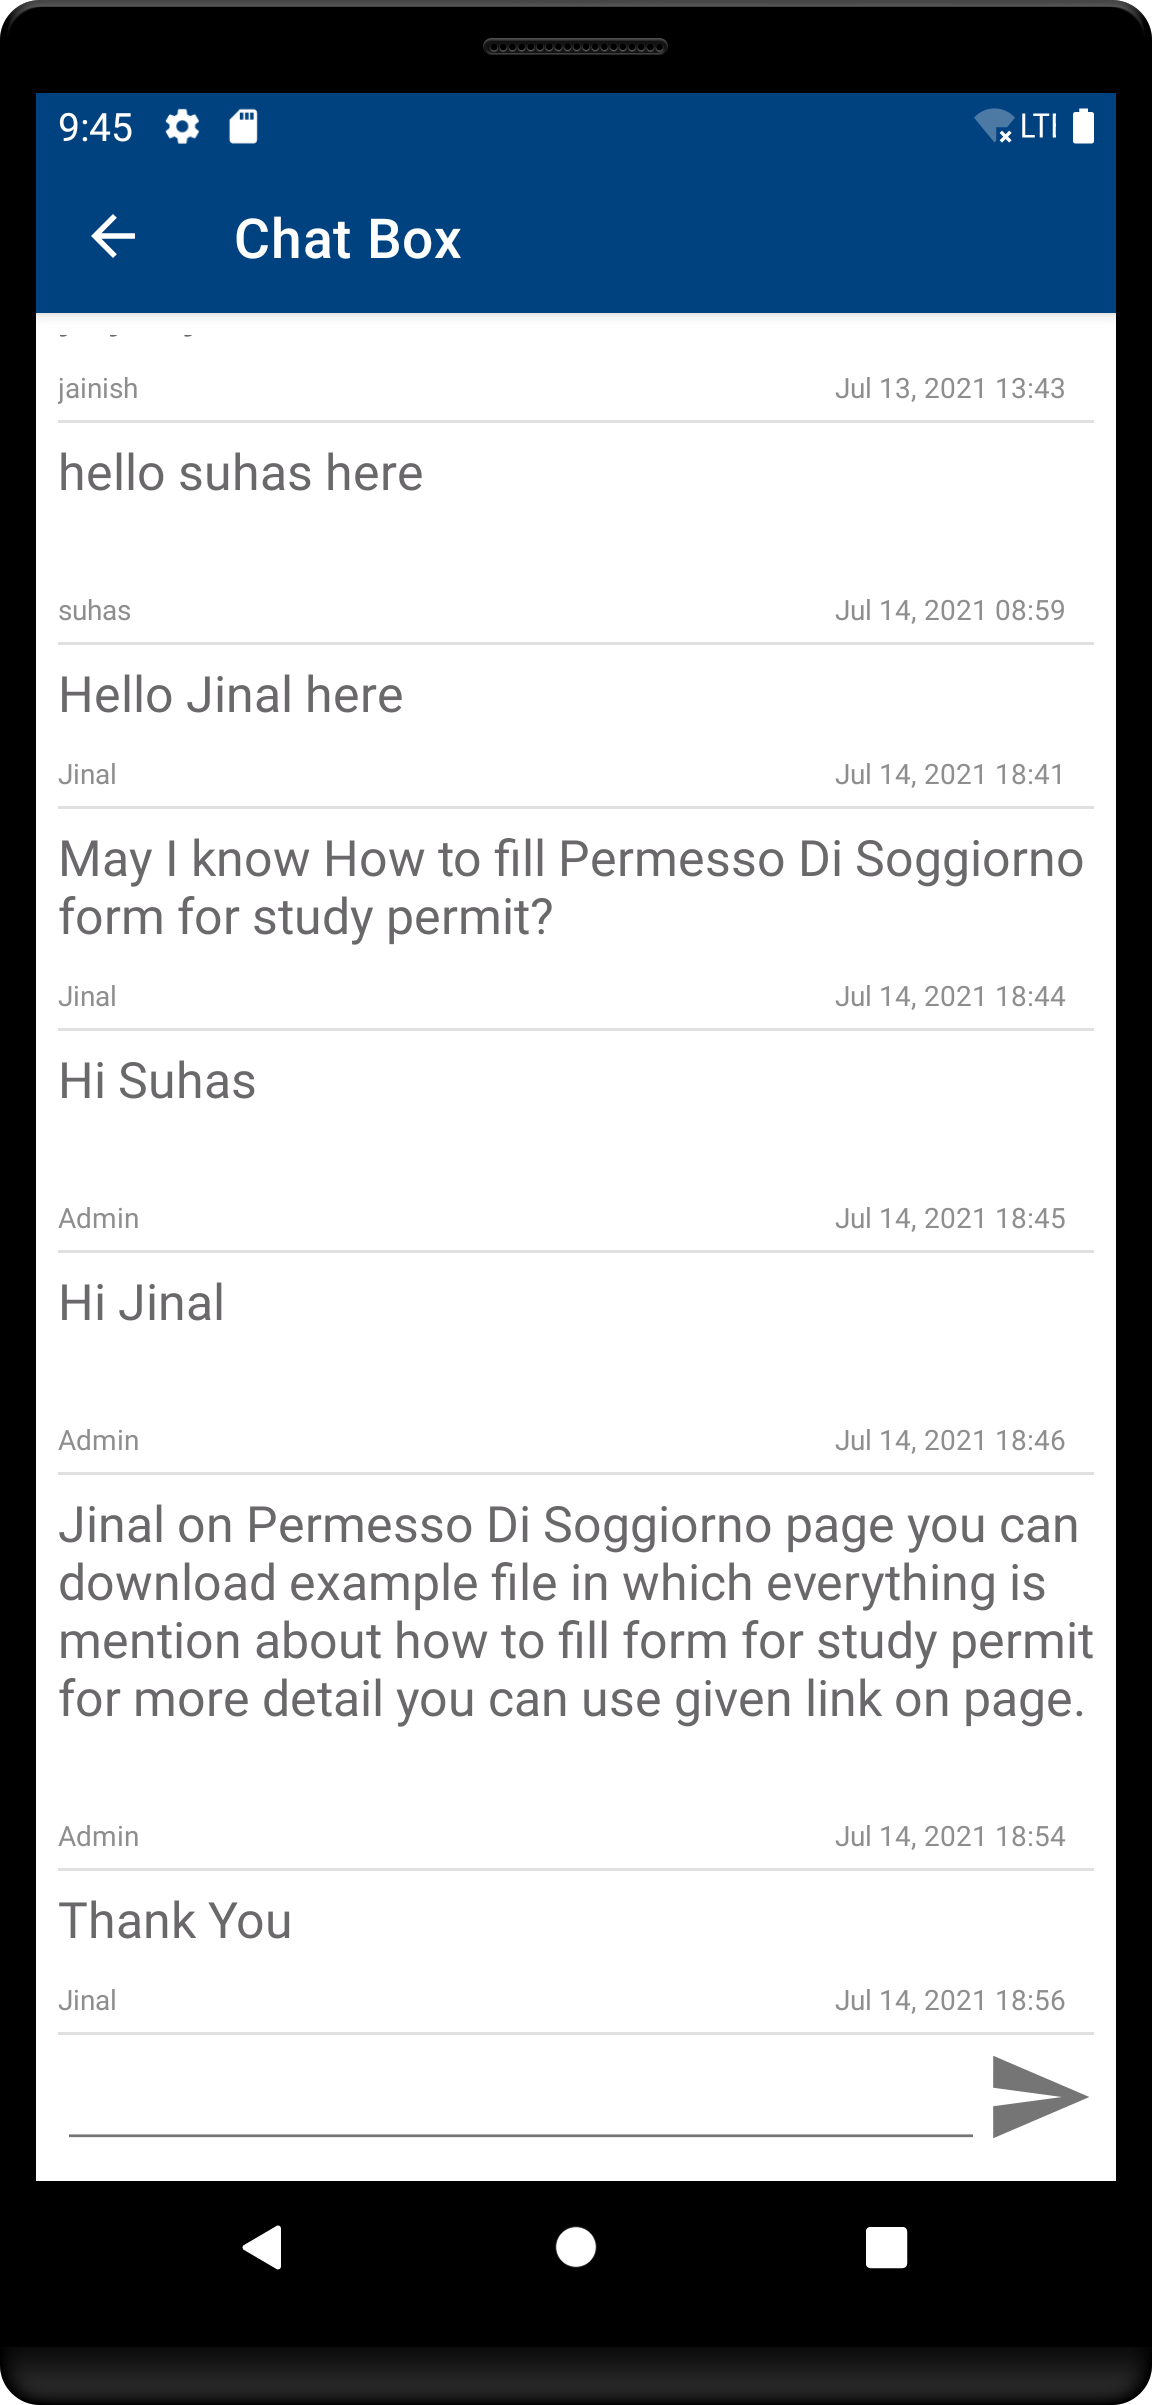 9:45 LTI
Chat Box
jainish Jul 13, 2021 13:43
hello suhas here
suhas Jul 14, 2021 08:59
Hello Jinal here
Jinal Jul 14, 2021 18:41
May I know How to fill Permesso Di Soggiorno
form for study permit?
Jinal Jul 14, 2021 18:44
Hi Suhas
Admin Jul 14, 2021 18:45
Hi Jinal
Admin Jul 14, 2021 18:46
Jinal on Permesso Di Soggiorno page you can
download example file in which everything is
mention about how to fill form for study permit
for more detail you can use given link on page.
Admin Jul 14, 2021 18:54
Thank You
Jinal Jul 14, 2021 18:56